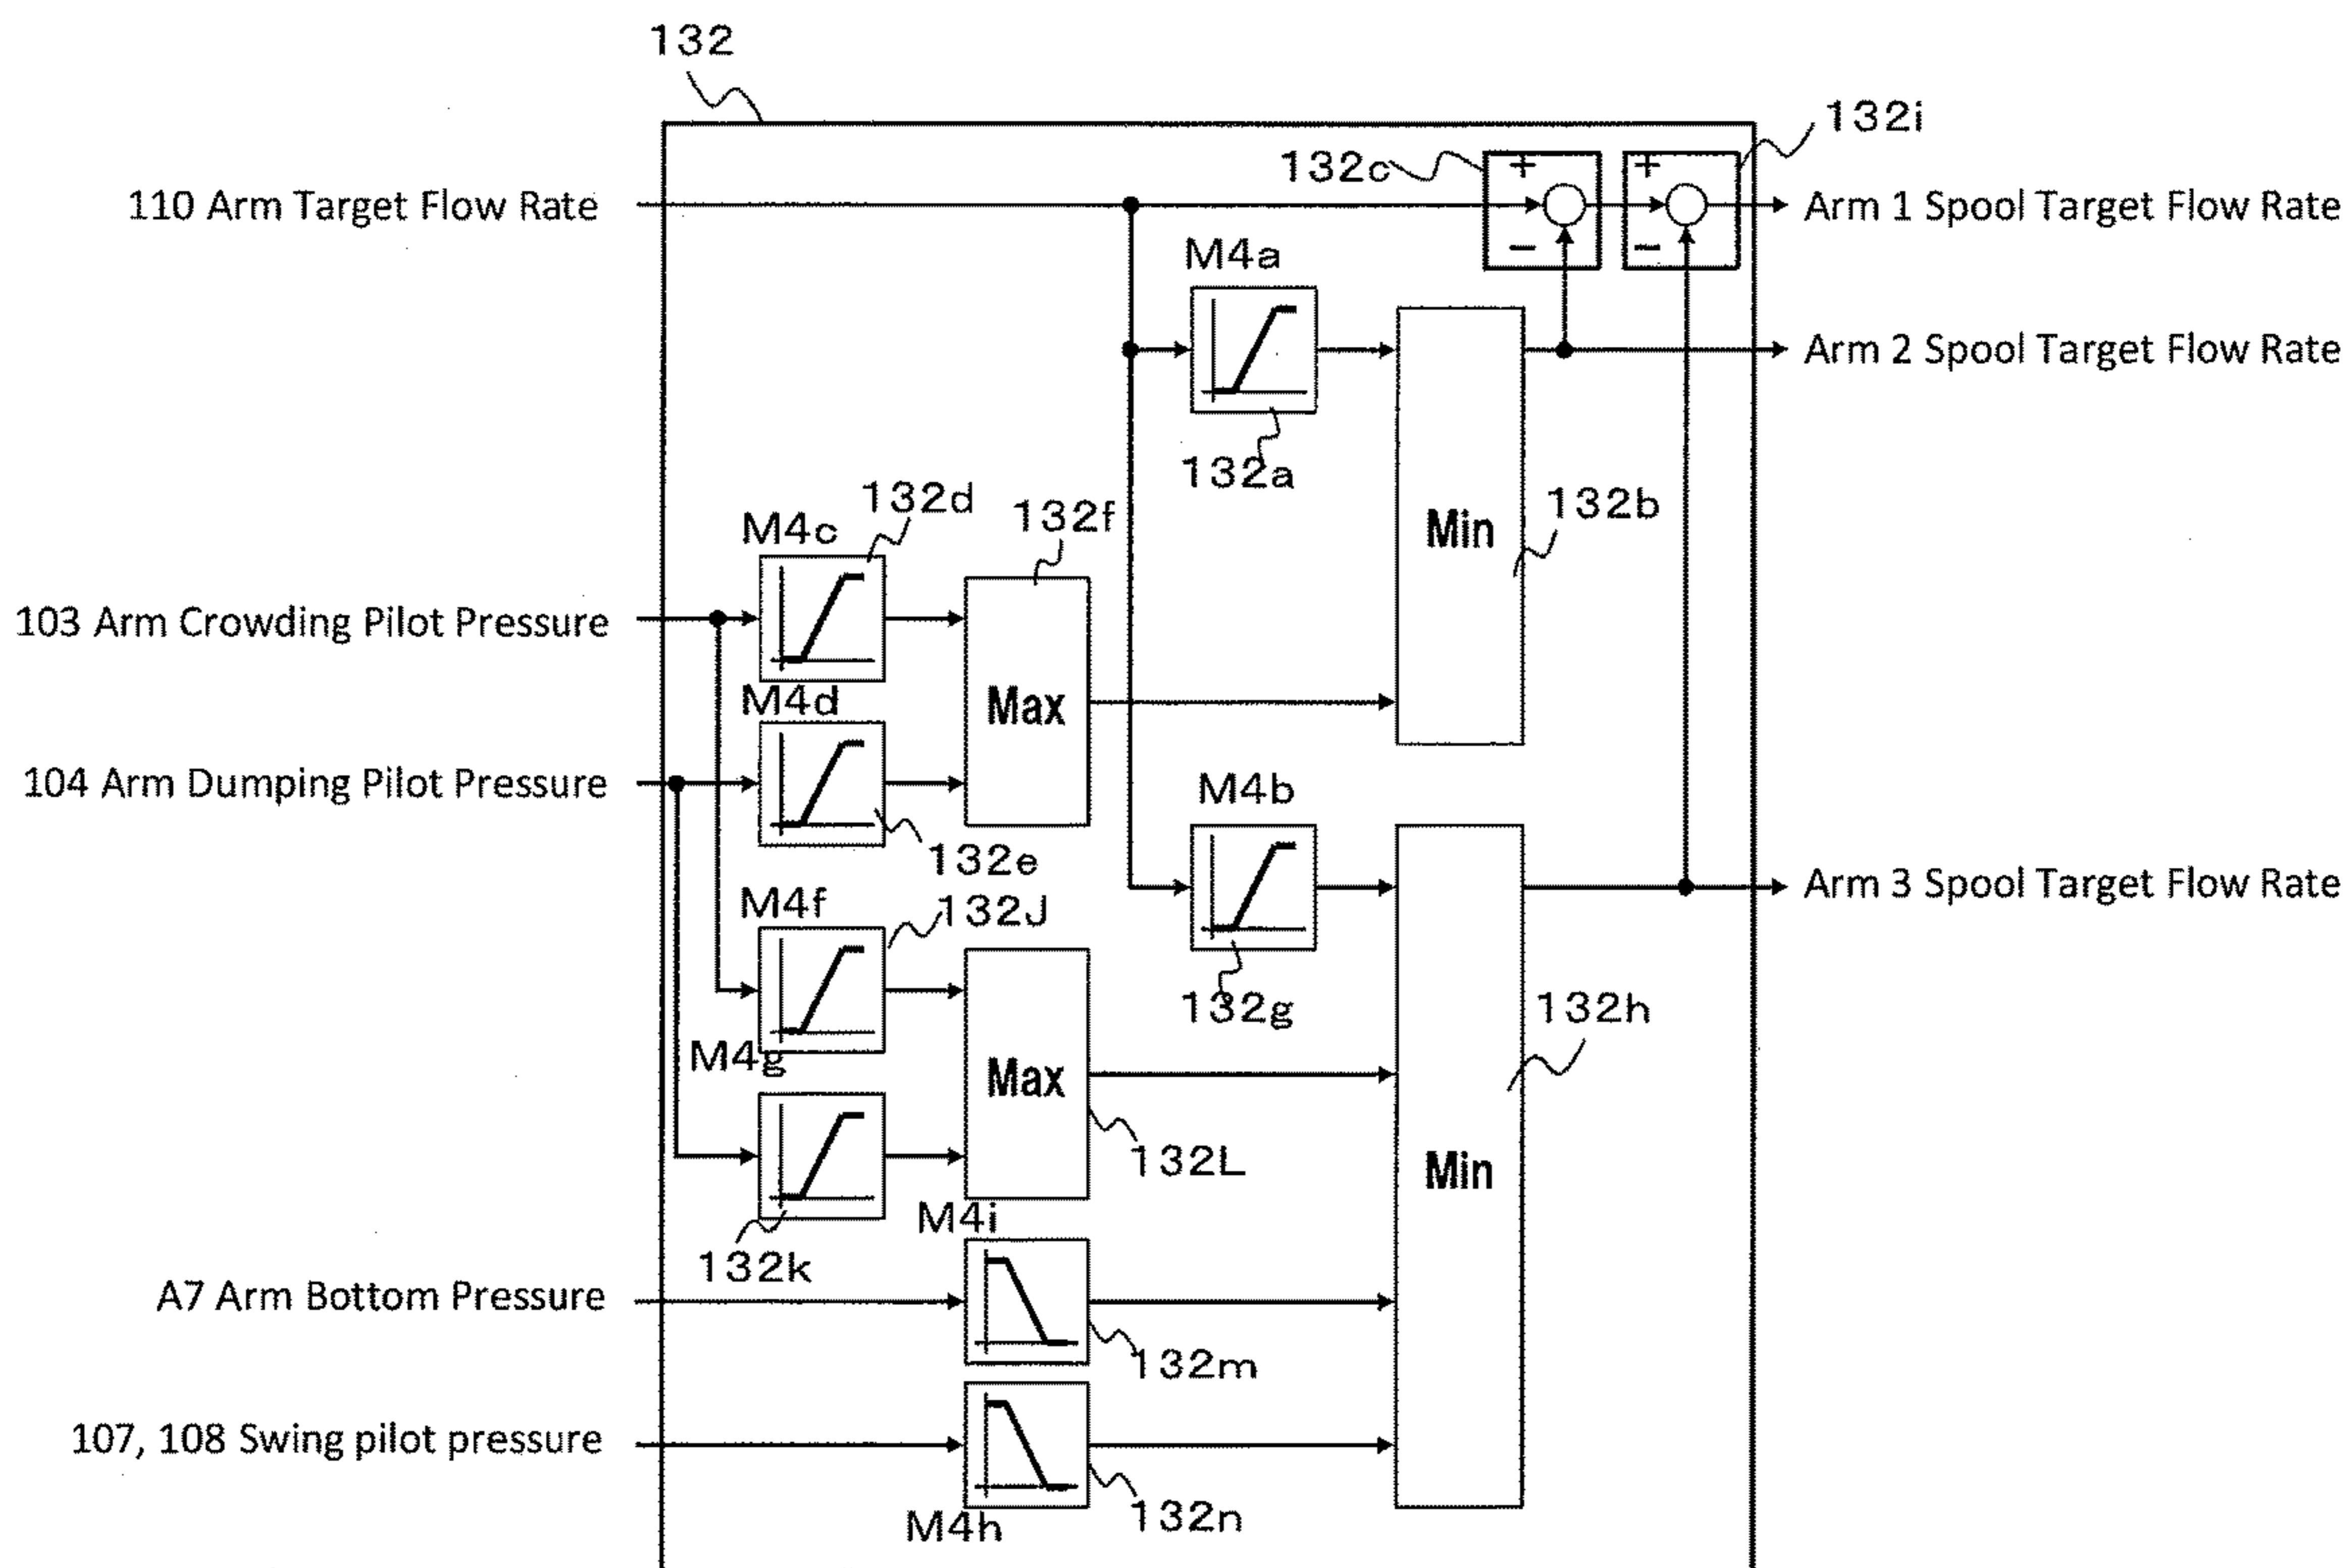 132
132i
132c
+
+
110 Arm Target Flow Rate
Arm 1 Spool Target Flow Rate
−
−
M4a
Arm 2 Spool Target Flow Rate
132a
132d
132f
132b
M4c
Min
103 Arm Crowding Pilot Pressure
M4d
Max
104 Arm Dumping Pilot Pressure
M4b
132e
Arm 3 Spool Target Flow Rate
M4f
132J
132g
132h
M4g
Max
132L
Min
M4i
132k
A7 Arm Bottom Pressure
132m
107, 108 Swing pilot pressure
132n
M4h